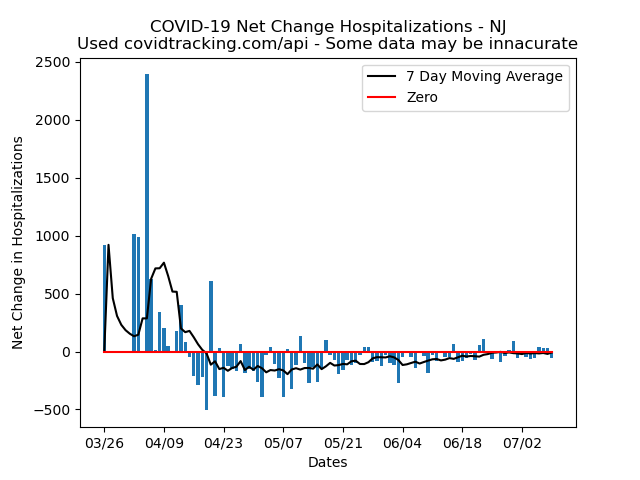 COVID-19 Net Change Hospitalizations - NJ
Used covidtracking.com/api - Some data may be innacurate
7 Day Moving Average
Zero
Net Change in Hospitalizations
2500
2000
1500
1000
500
0
−500
03/26 04/09 04/23 05/07 05/21 06/04 06/18 07/02
Dates